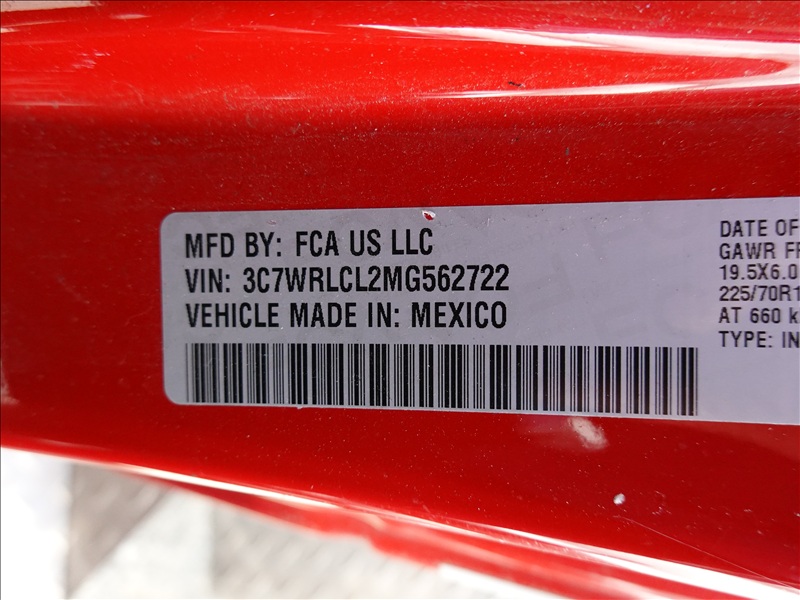 MFD BY: FCA US LLC
VIN: 3C7WRLCL2MG562722
VEHICLE MADE IN: MEXICO
DATE OF
GAWR FR
19.5X6.0
225/70R1
AT 660 k
TYPE: IN